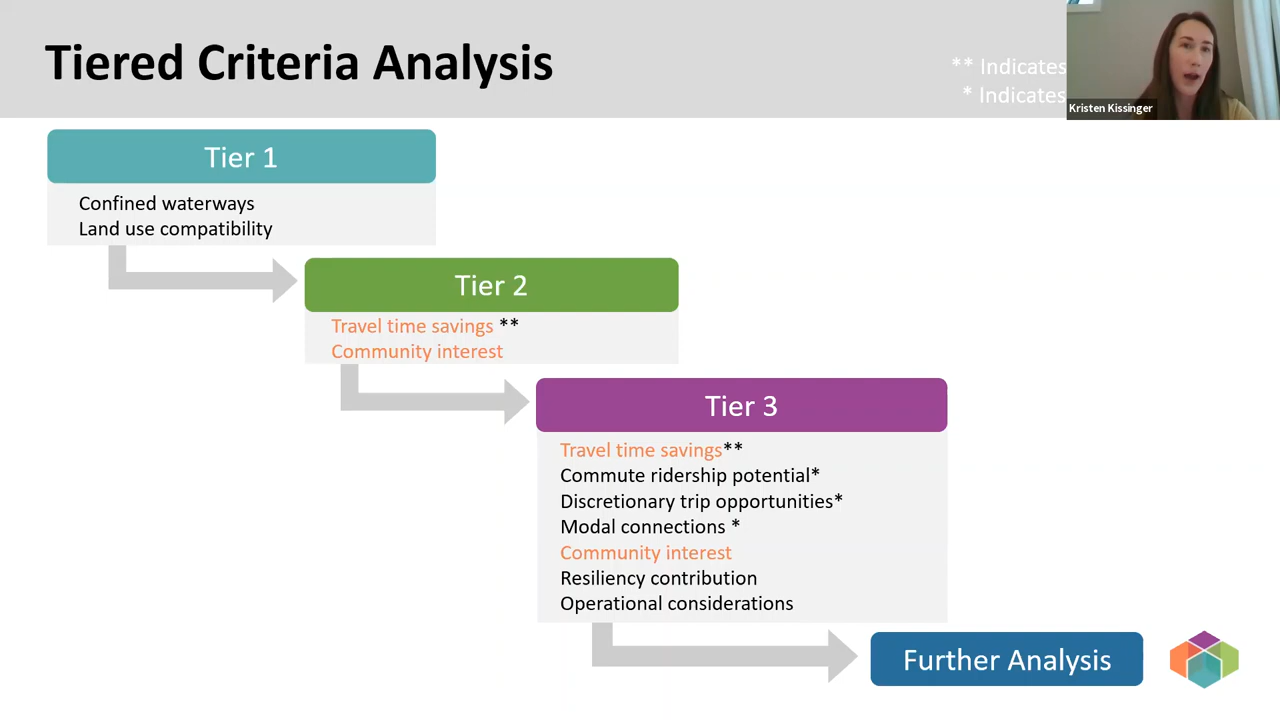 Tiered Criteria Analysis
** Indicates
* Indicates
Kristen Kissinger
Tier 1
Confined waterways
Land use compatibility
Tier 2
Travel time savings **
Community interest
Tier 3
Travel time savings**
Commute ridership potential*
Discretionary trip opportunities*
Modal connections *
Community interest
Resiliency contribution
Operational considerations
Further Analysis